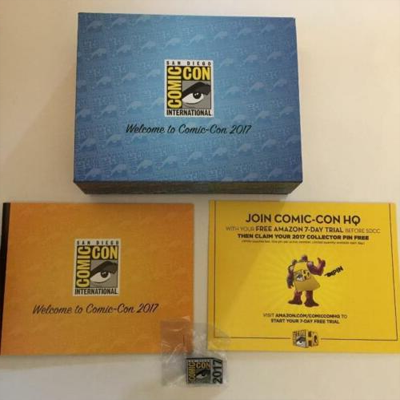 SAN DIEGO
COMIC CON
INTERNATIONAL
Welcome to Comic-Con 2017
SAN DIEGO
COMIC CON
INTERNATIONAL
Welcome to Comic-Con 2017
JOIN COMIC-CON HQ
WITH YOUR FREE AMAZON 7-DAY TRIAL BEFORE SDCC
THEN CLAIM YOUR 2017 COLLECTOR PIN FREE
VISIT AMAZON.COM/COMICCONHQ TO
START YOUR 7-DAY FREE TRIAL
HQ
2017